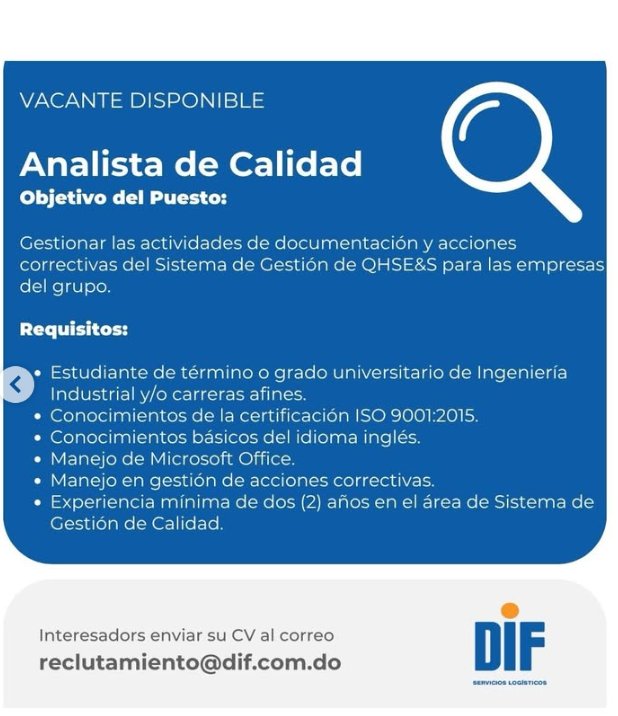 VACANTE DISPONIBLE
Analista de Calidad
Objetivo del Puesto:
Gestionar las actividades de documentación y acciones
correctivas del Sistema de Gestión de QHSE&S para las empresas
del grupo.
Requisitos:
• Estudiante de término o grado universitario de Ingeniería
Industrial y/o carreras afines.
• Conocimientos de la certificación ISO 9001:2015.
• Conocimientos básicos del idioma inglés.
• Manejo de Microsoft Office.
• Manejo en gestión de acciones correctivas.
• Experiencia mínima de dos (2) años en el área de Sistema de
Gestión de Calidad.
Interesadors enviar su CV al correo
reclutamiento@dif.com.do
DIF
SERVICIOS LOGÍSTICOS